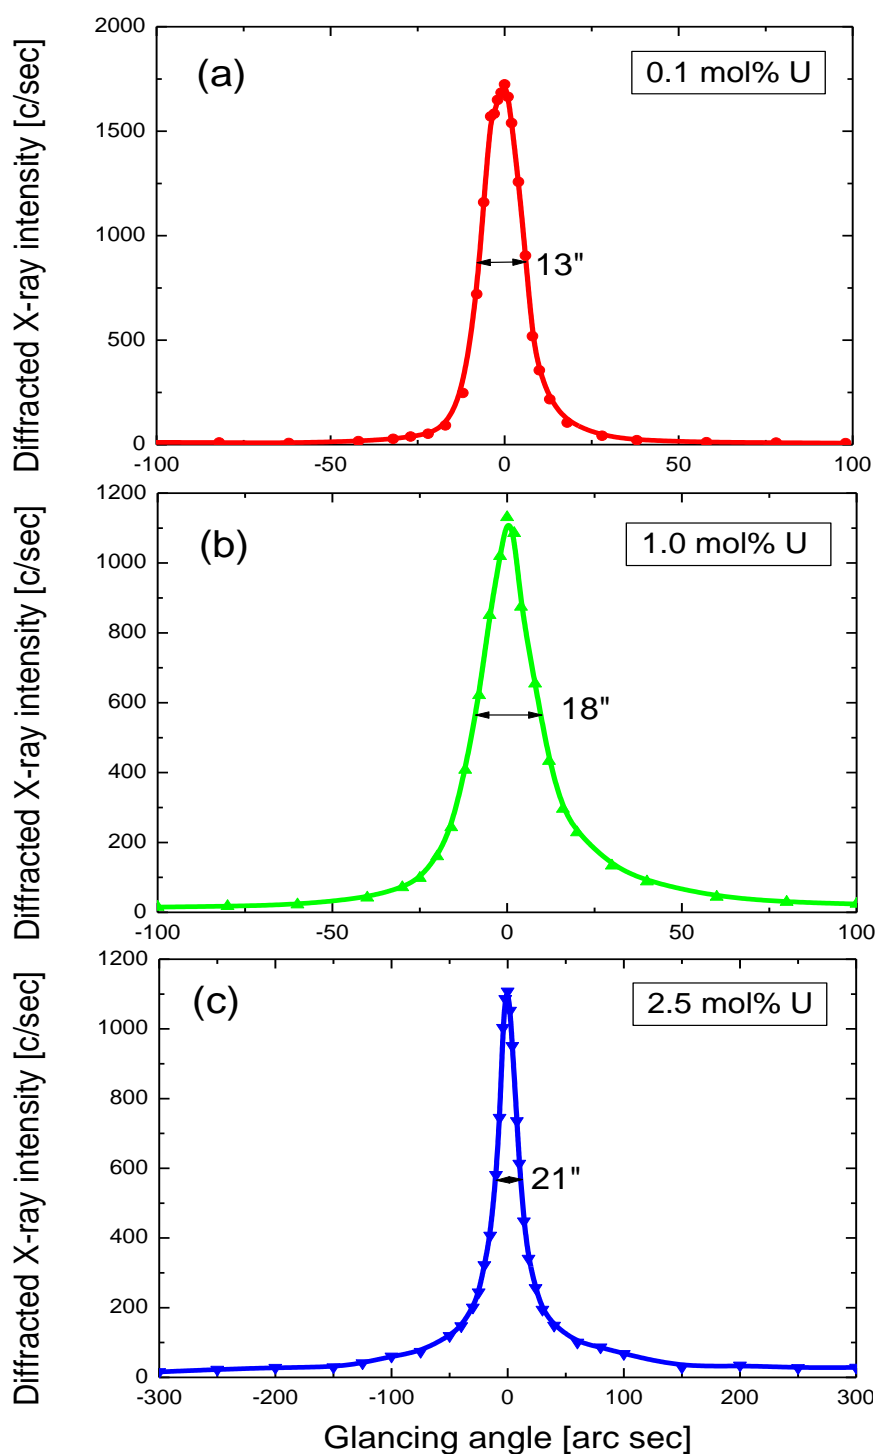 Diffracted X-ray intensity [c/sec]
2000
1500
1000
500
0
(a)
0.1 mol% U
13"
-100 -50 0 50 100
Diffracted X-ray intensity [c/sec]
1200
1000
800
600
400
200
0
(b)
1.0 mol% U
18"
-100 -50 0 50 100
Diffracted X-ray intensity [c/sec]
1200
1000
800
600
400
200
0
(c)
2.5 mol% U
21"
-300 -200 -100 0 100 200 300
Glancing angle [arc sec]